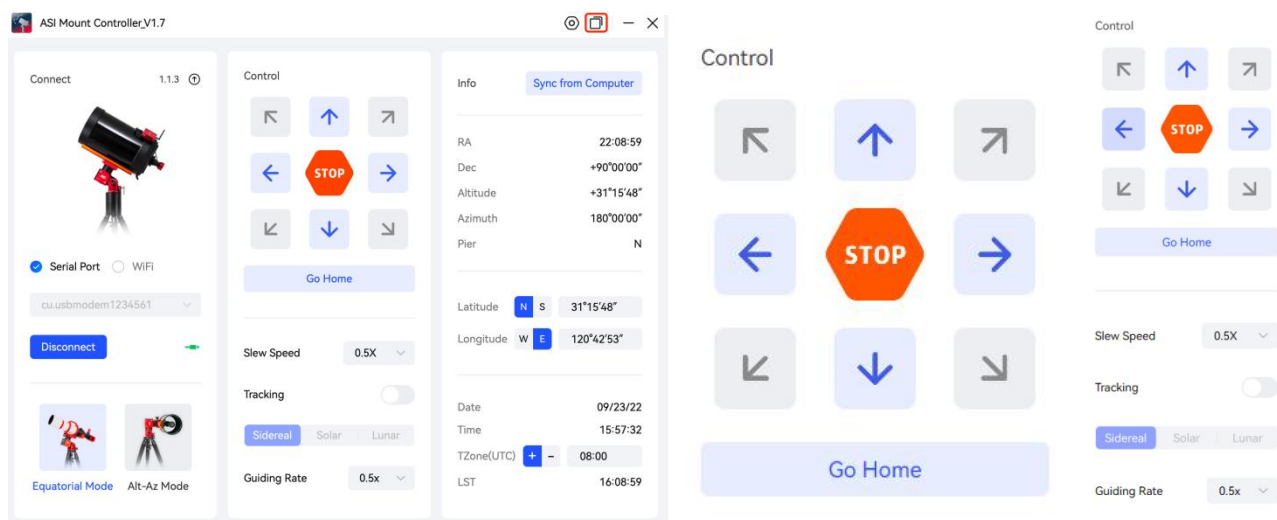 ASI Mount Controller_V1.7
Connect
1.1.3
Serial Port
WiFi
cu.usbmodem1234561
Disconnect
Equatorial Mode
Alt-Az Mode
Control
STOP
Go Home
Slew Speed
0.5X
Tracking
Sidereal
Solar
Lunar
Guiding Rate
0.5x
Info
Sync from Computer
RA
22:08:59
Dec
+90°00'00"
Altitude
+31°15'48"
Azimuth
180°00'00"
Pier
N
Latitude
N
S
31°15'48"
Longitude
W
E
120°42'53"
Date
09/23/22
Time
15:57:32
TZone(UTC)
+
-
08:00
LST
16:08:59
Control
STOP
Go Home
Control
STOP
Go Home
Slew Speed
0.5X
Tracking
Sidereal
Solar
Lunar
Guiding Rate
0.5x